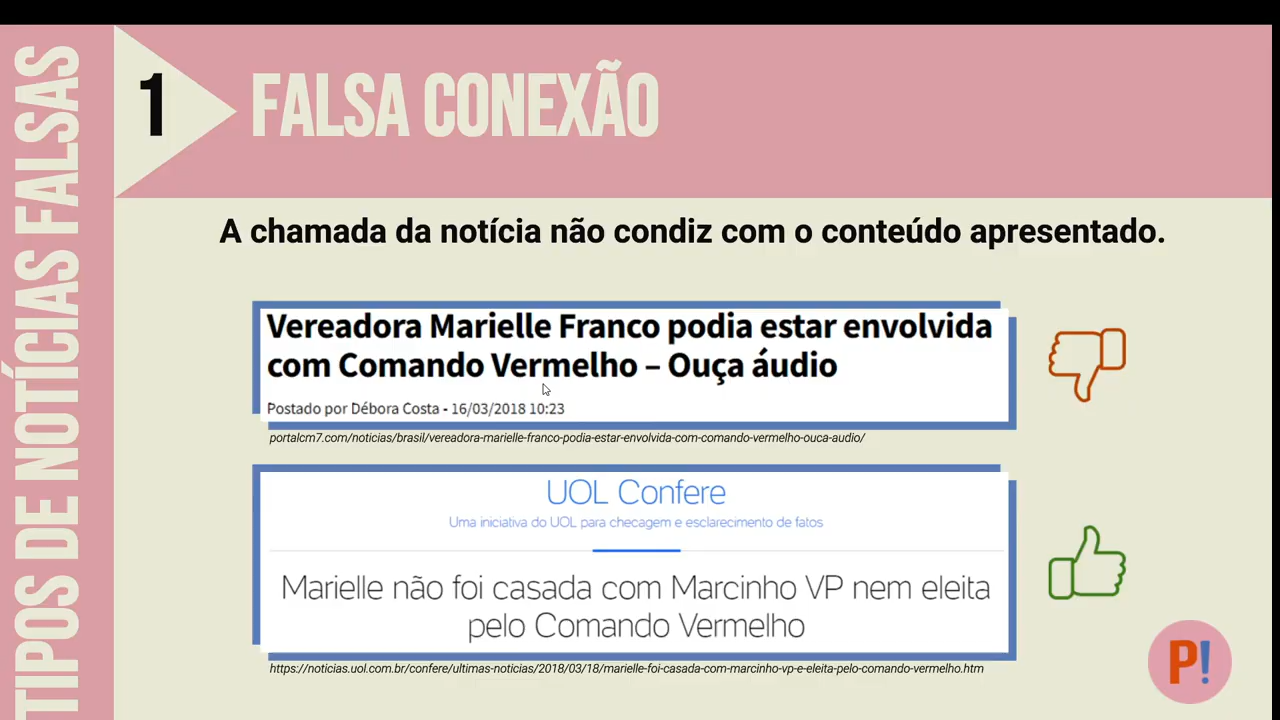 TIPOS DE NOTÍCIAS FALSAS
1
FALSA CONEXÃO
A chamada da notícia não condiz com o conteúdo apresentado.
Vereadora Marielle Franco podia estar envolvida
com Comando Vermelho – Ouça áudio
Postado por Débora Costa - 16/03/2018 10:23
portalcm7.com/noticias/brasil/vereadora-marielle-franco-podia-estar-envolvida-com-comando-vermelho-ouca-audio/
UOL Confere
Uma iniciativa do UOL para checagem e esclarecimento de fatos
Marielle não foi casada com Marcinho VP nem eleita
pelo Comando Vermelho
https://noticias.uol.com.br/confere/ultimas-noticias/2018/03/18/marielle-foi-casada-com-marcinho-vp-e-eleita-pelo-comando-vermelho.htm
P!